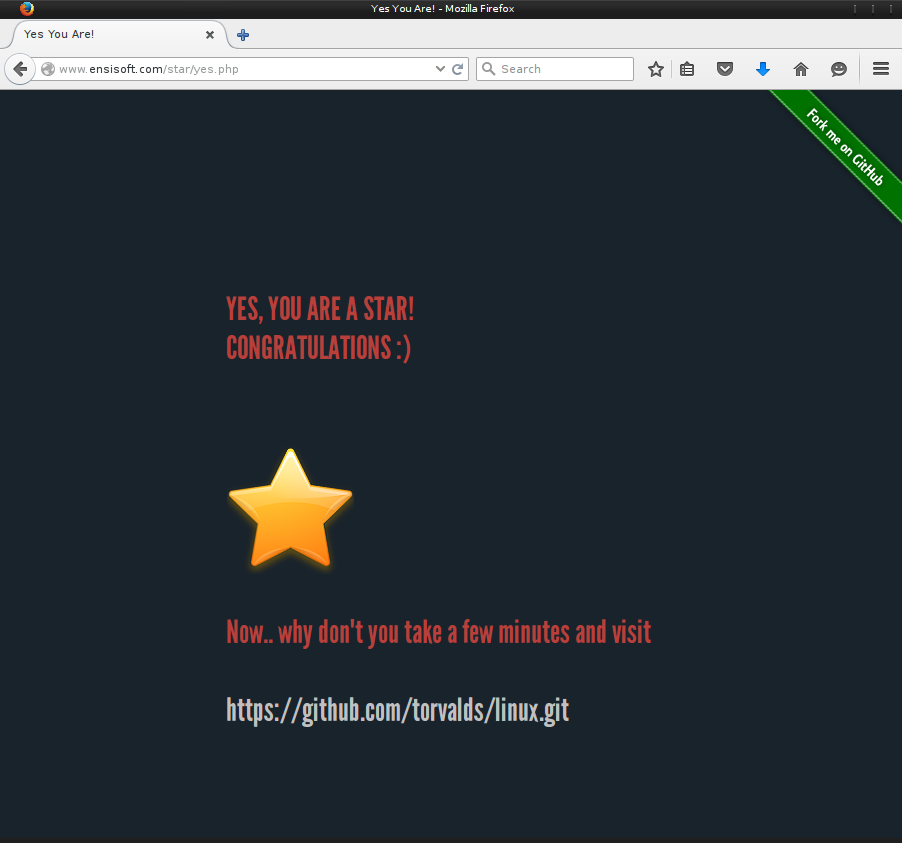 Yes You Are! - Mozilla Firefox
Yes You Are!
www.ensisoft.com/star/yes.php
Search
Fork me on GitHub
YES, YOU ARE A STAR!
CONGRATULATIONS :)
Now.. why don't you take a few minutes and visit
https://github.com/torvalds/linux.git